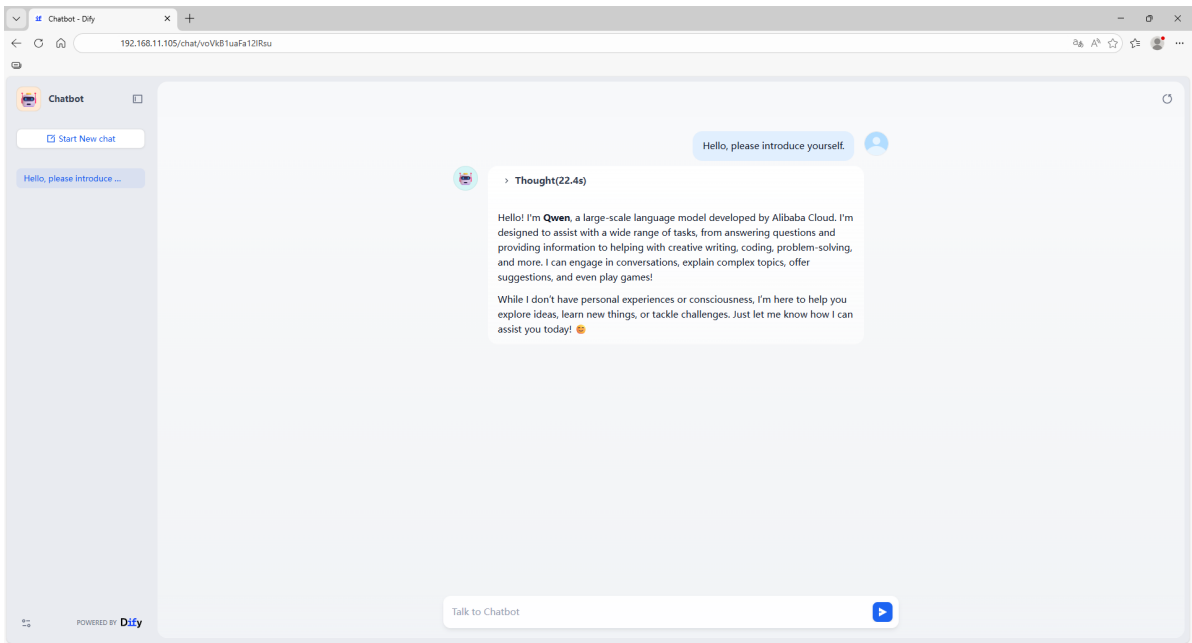 Chatbot - Dify
192.168.11.105/chat/voVkB1uaFa12IRsu
Chatbot
Start New chat
Hello, please introduce ...
Hello, please introduce yourself.
Thought(22.4s)
Hello! I'm Qwen, a large-scale language model developed by Alibaba Cloud. I'm
designed to assist with a wide range of tasks, from answering questions and
providing information to helping with creative writing, coding, problem-solving,
and more. I can engage in conversations, explain complex topics, offer
suggestions, and even play games!
While I don't have personal experiences or consciousness, I'm here to help you
explore ideas, learn new things, or tackle challenges. Just let me know how I can
assist you today! 😊
Talk to Chatbot
POWERED BY Dify